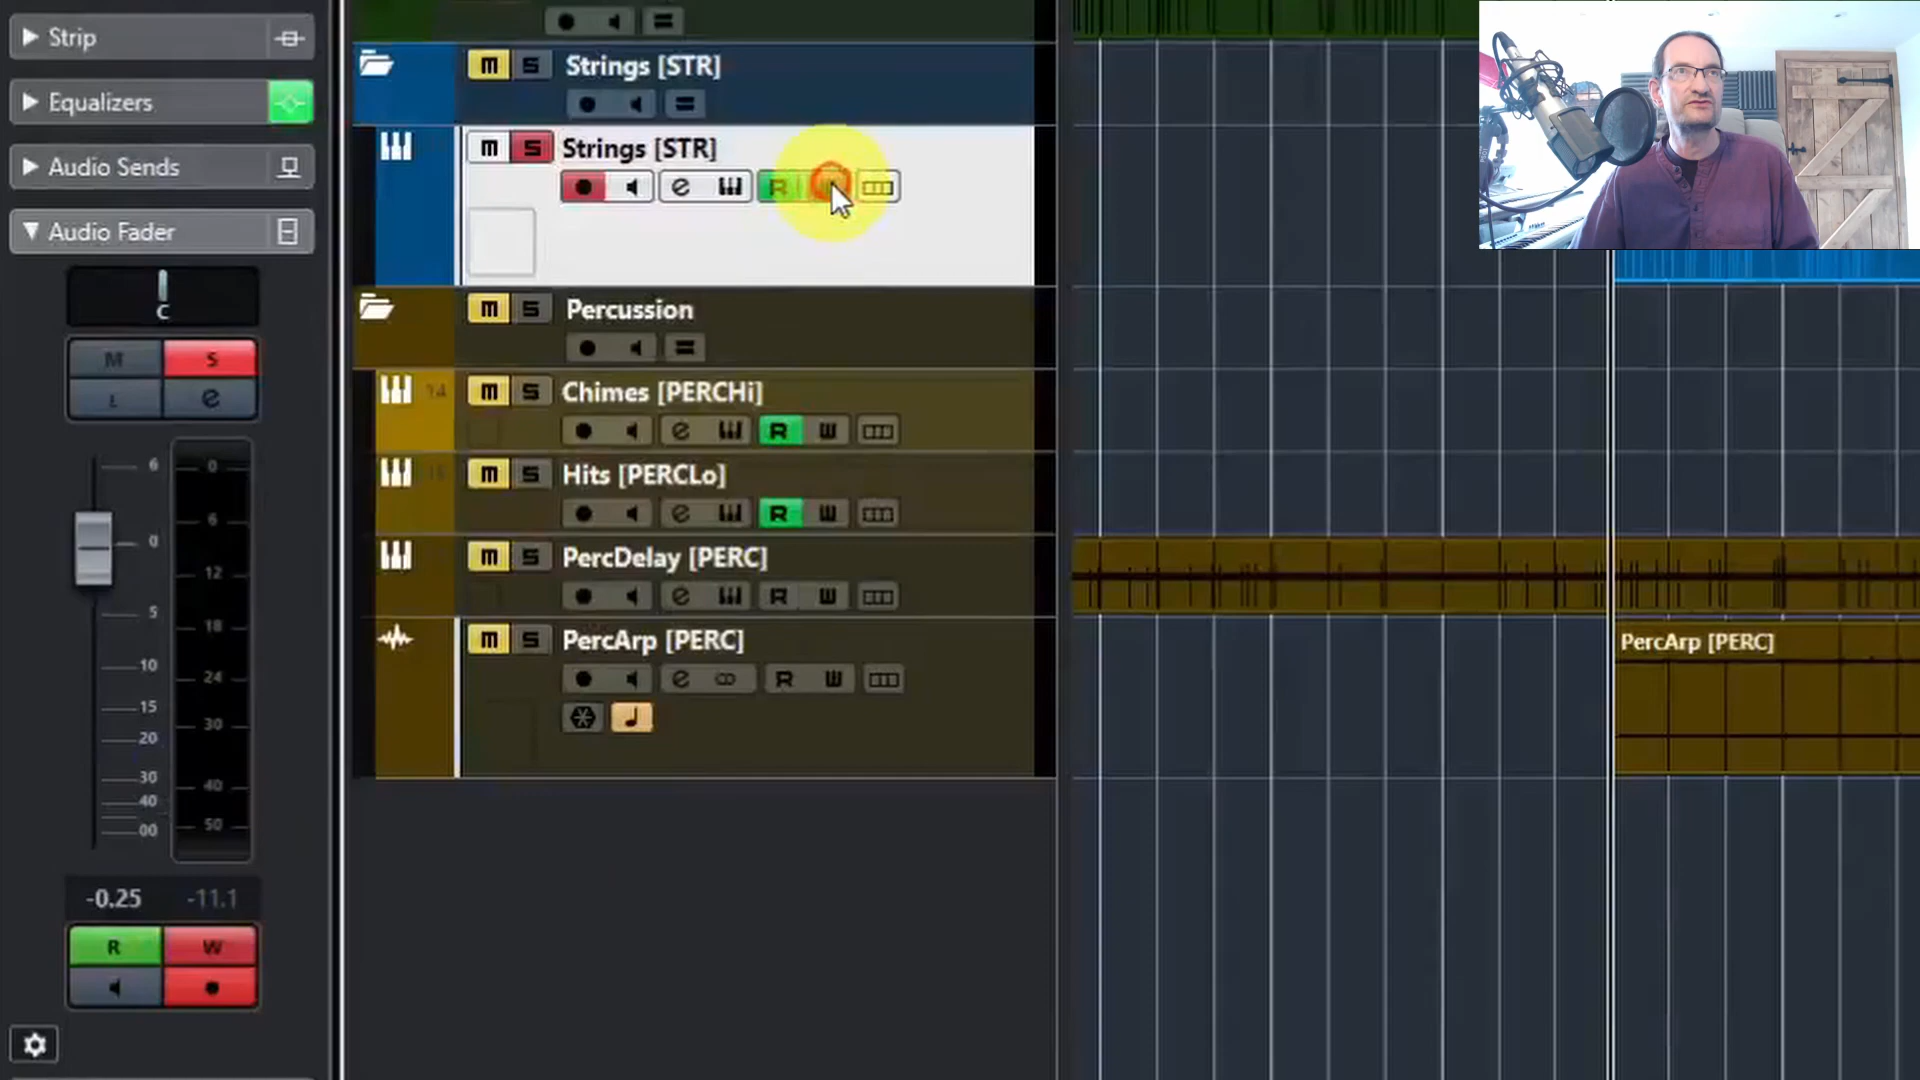 Strip
Equalizers
Audio Sends
Audio Fader
C
M S
L e
6 0
0 6
12
5 18
10 24
15 30
20
30 40
40
00 50
-0.25 -11.1
R W
m S Strings [STR]
m S Strings [STR]
e R
m S Percussion
14 m S Chimes [PERCHi]
e R W
m S Hits [PERCLo]
e R W
m S PercDelay [PERC]
e R W
m S PercArp [PERC]
e R W
PercArp [PERC]